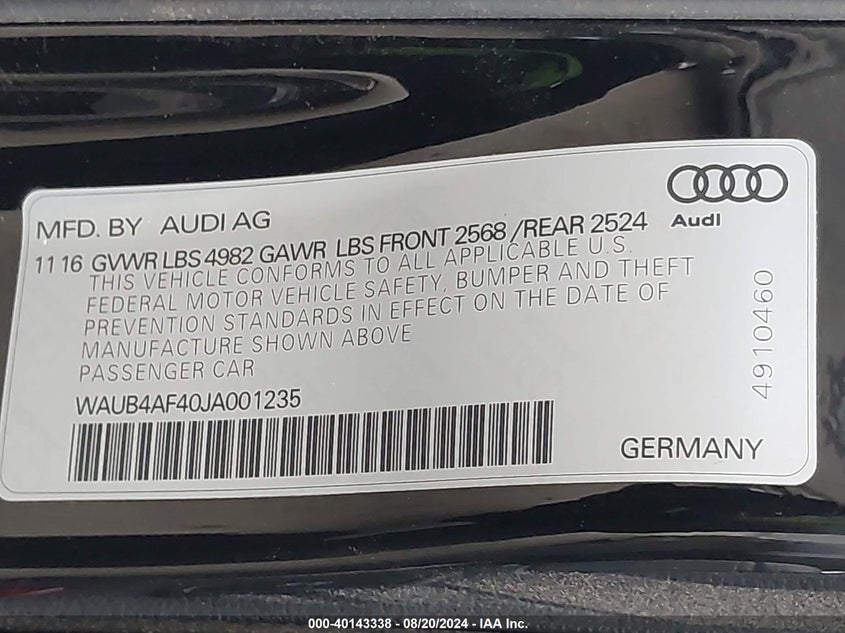 MFD. BY AUDI AG
Audi
11 16 GVWR LBS 4982 GAWR LBS FRONT 2568 /REAR 2524
THIS VEHICLE CONFORMS TO ALL APPLICABLE U.S.
FEDERAL MOTOR VEHICLE SAFETY, BUMPER AND THEFT
PREVENTION STANDARDS IN EFFECT ON THE DATE OF
MANUFACTURE SHOWN ABOVE
PASSENGER CAR
4910460
WAUB4AF40JA001235
GERMANY
000-40143338 - 08/20/2024 - IAA Inc.